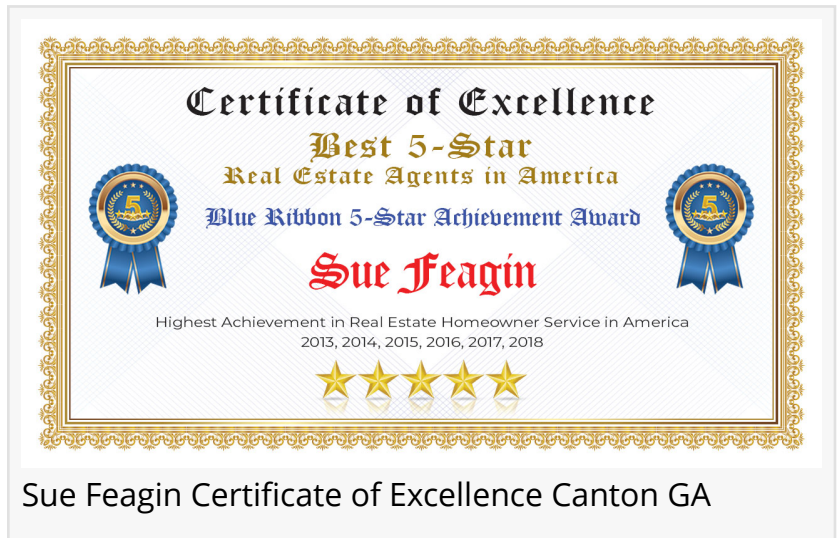 Certificate of Excellence
Best 5-Star
Real Estate Agents in America
Blue Ribbon 5-Star Achievement Award
5
5
Sue Feagin
Highest Achievement in Real Estate Homeowner Service in America
2013, 2014, 2015, 2016, 2017, 2018
Sue Feagin Certificate of Excellence Canton GA